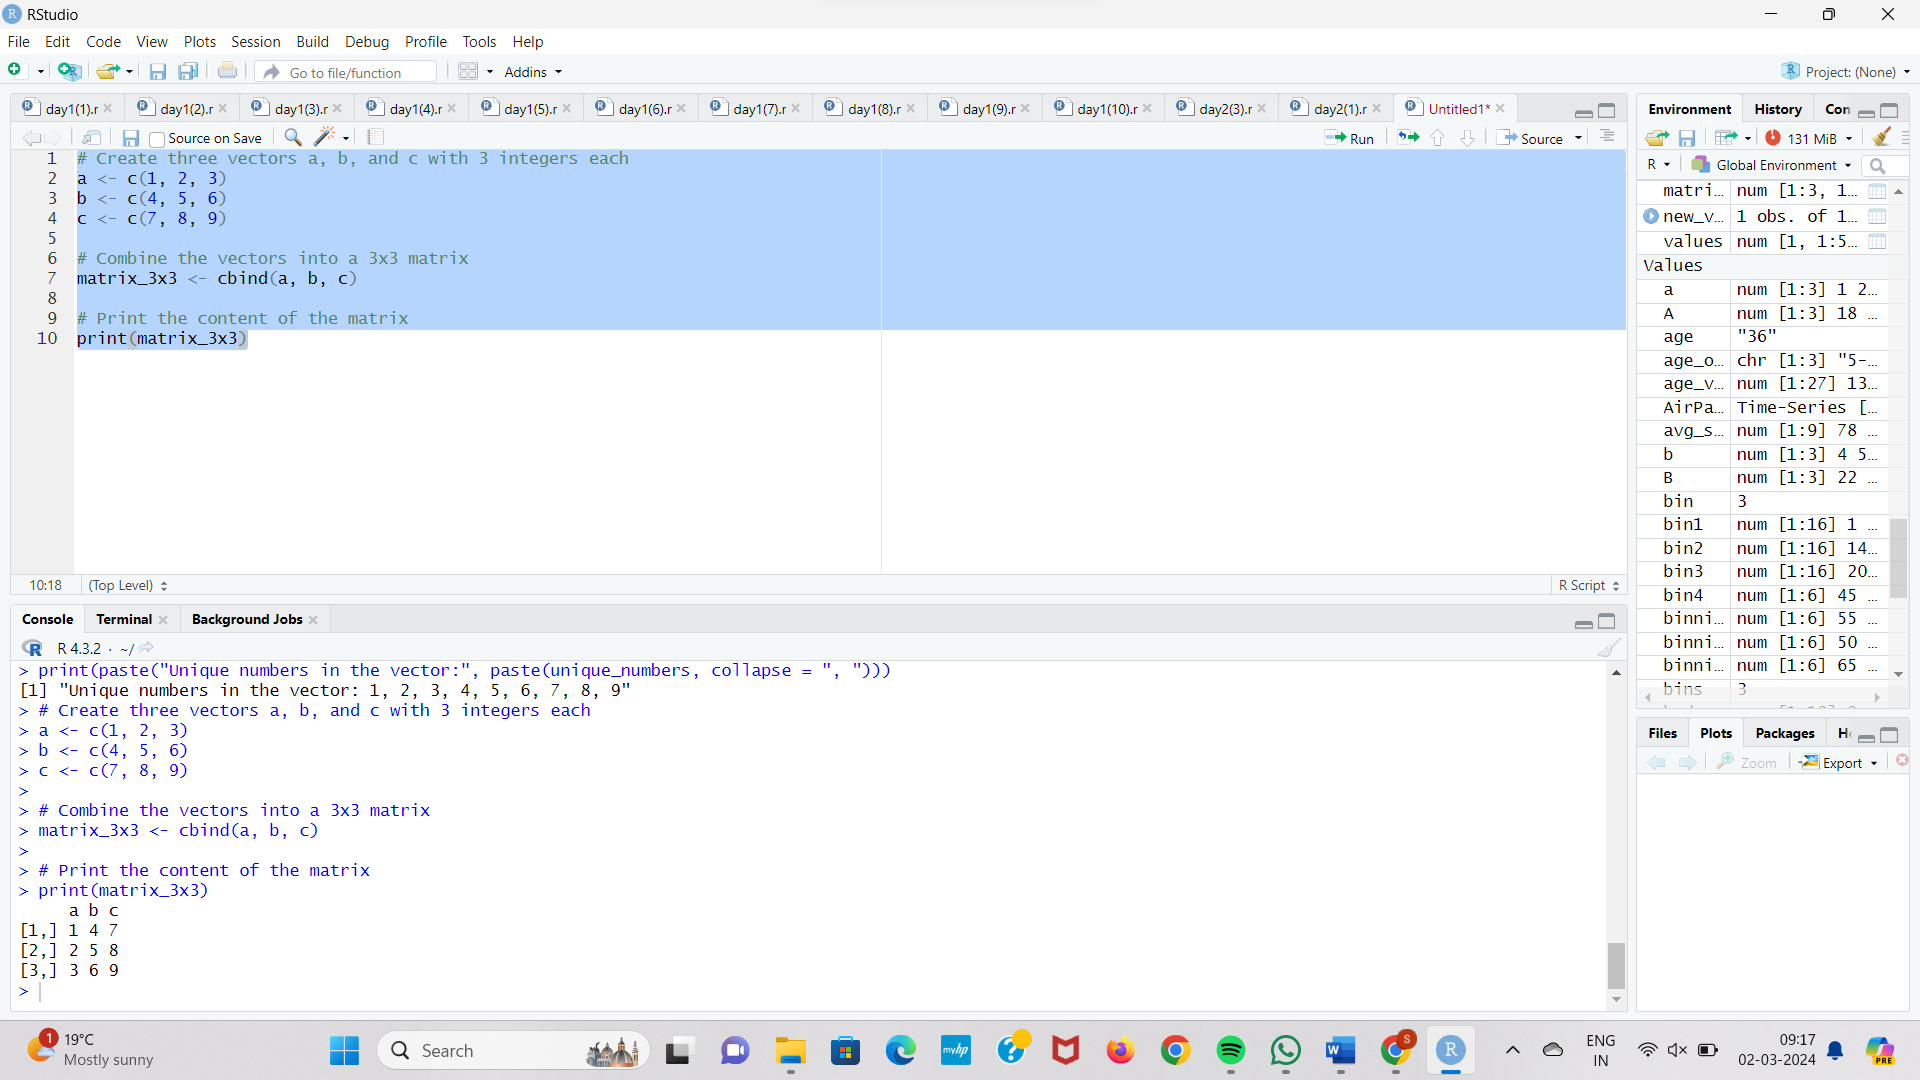 RStudio
File Edit Code View Plots Session Build Debug Profile Tools Help
Go to file/function Addins Project: (None)
day1(1).r day1(2).r day1(3).r day1(4).r day1(5).r day1(6).r day1(7).r day1(8).r day1(9).r day1(10).r day2(3).r day2(1).r Untitled1*
Source on Save Run Source
1 # Create three vectors a, b, and c with 3 integers each
2 a <- c(1, 2, 3)
3 b <- c(4, 5, 6)
4 c <- c(7, 8, 9)
5
6 # Combine the vectors into a 3x3 matrix
7 matrix_3x3 <- cbind(a, b, c)
8
9 # Print the content of the matrix
10 print(matrix_3x3)
10:18 (Top Level) R Script
Console Terminal Background Jobs
R 4.3.2 · ~/
> print(paste("Unique numbers in the vector:", paste(unique_numbers, collapse = ", ")))
[1] "Unique numbers in the vector: 1, 2, 3, 4, 5, 6, 7, 8, 9"
> # Create three vectors a, b, and c with 3 integers each
> a <- c(1, 2, 3)
> b <- c(4, 5, 6)
> c <- c(7, 8, 9)
>
> # Combine the vectors into a 3x3 matrix
> matrix_3x3 <- cbind(a, b, c)
>
> # Print the content of the matrix
> print(matrix_3x3)
a b c
[1,] 1 4 7
[2,] 2 5 8
[3,] 3 6 9
>
Environment History Con
131 MiB
R Global Environment
matri… num [1:3, 1…
new_v… 1 obs. of 1…
values num [1, 1:5…
Values
a num [1:3] 1 2…
A num [1:3] 18 …
age "36"
age_o… chr [1:3] "5-…
age_v… num [1:27] 13…
AirPa… Time-Series […
avg_s… num [1:9] 78 …
b num [1:3] 4 5…
B num [1:3] 22 …
bin 3
bin1 num [1:16] 1 …
bin2 num [1:16] 14…
bin3 num [1:16] 20…
bin4 num [1:6] 45 …
binni… num [1:6] 55 …
binni… num [1:6] 50 …
binni… num [1:6] 65 …
bins 3
Files Plots Packages H
Zoom Export
1 19°C
Mostly sunny
Search
myhp
S
R
ENG
IN
09:17
02-03-2024
PRE